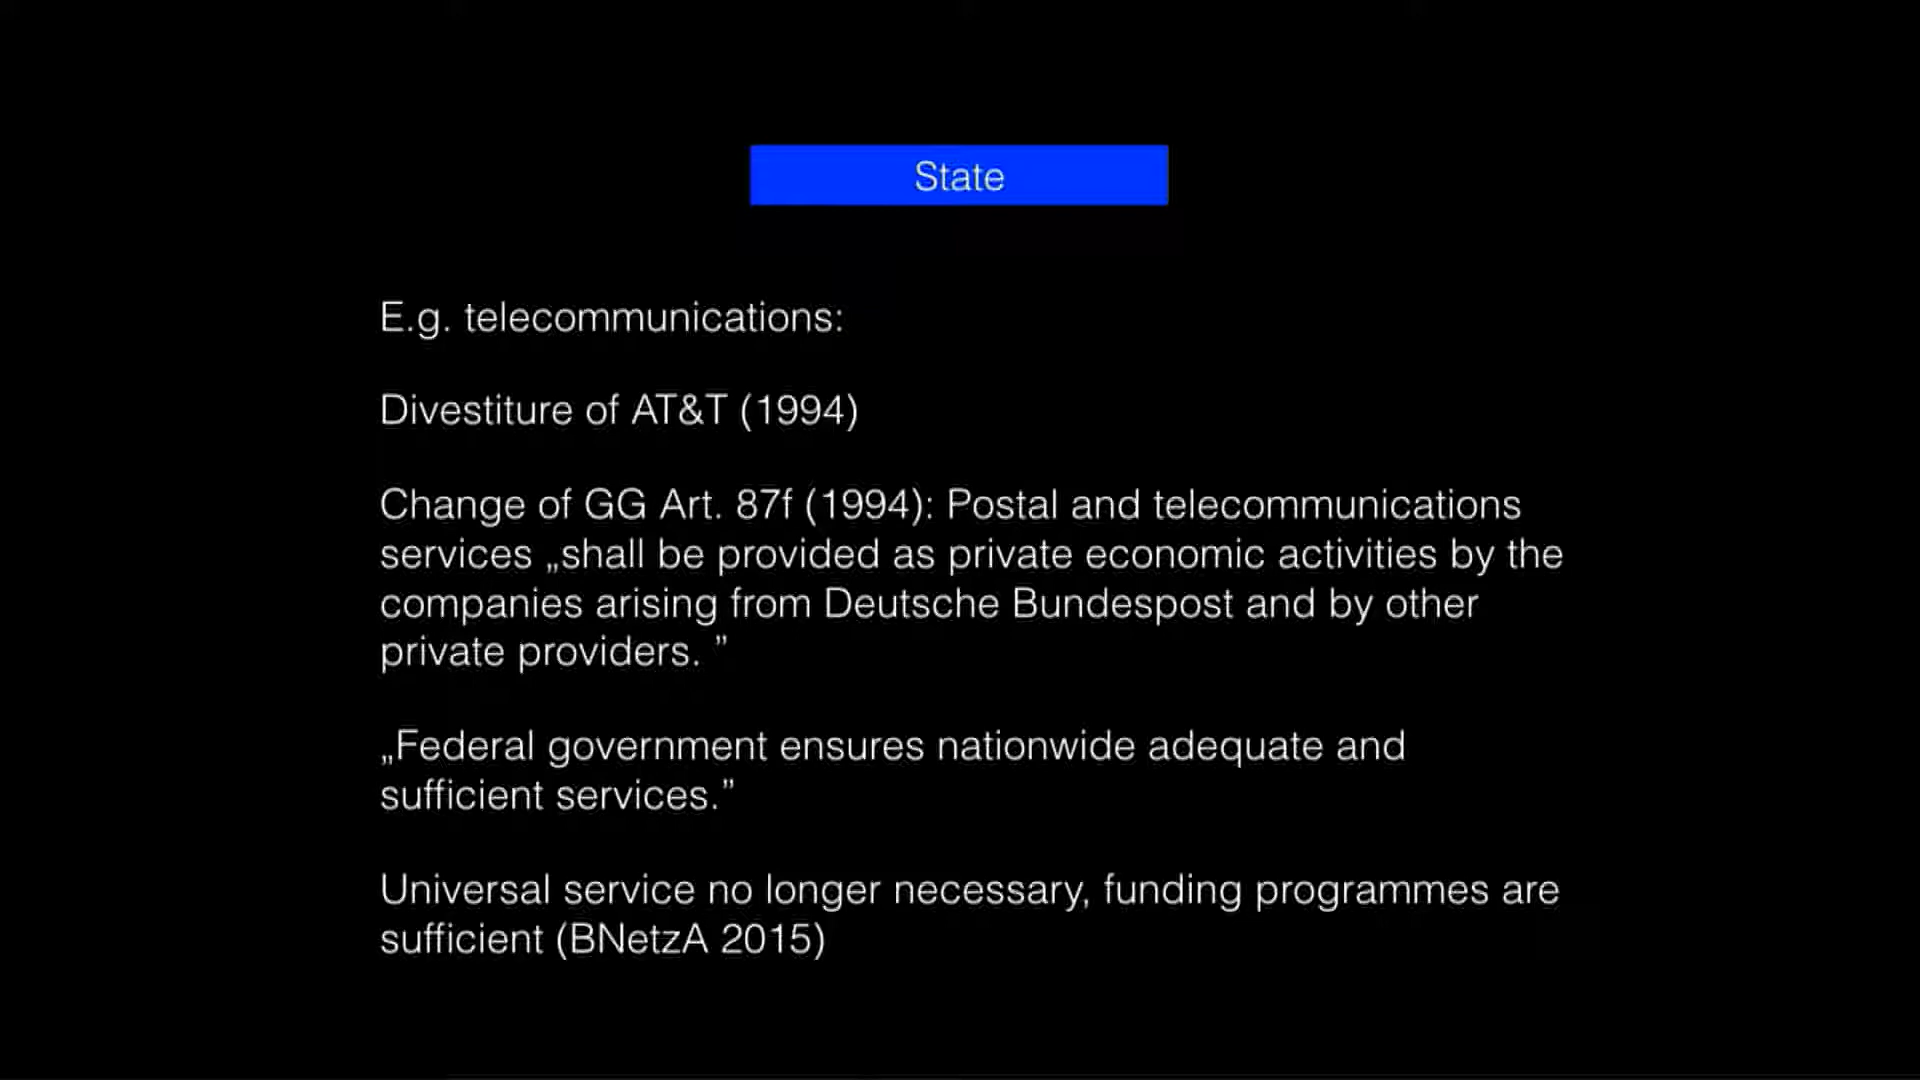 State
E.g. telecommunications:
Divestiture of AT&T (1994)
Change of GG Art. 87f (1994): Postal and telecommunications
services „shall be provided as private economic activities by the
companies arising from Deutsche Bundespost and by other
private providers. ”
„Federal government ensures nationwide adequate and
sufficient services.”
Universal service no longer necessary, funding programmes are
sufficient (BNetzA 2015)